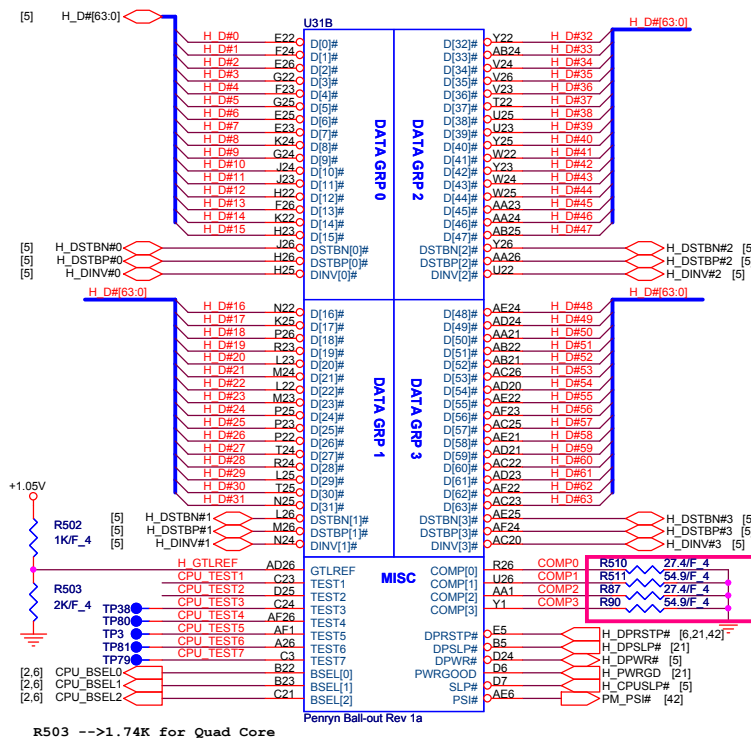 [5] H_D#[63:0] U31B H_D#[63:0]
H_D#0 E22 D[0]# D[32]# Y22 H_D#32
H_D#1 F24 D[1]# D[33]# AB24 H_D#33
H_D#2 E26 D[2]# D[34]# V24 H_D#34
H_D#3 G22 D[3]# D[35]# V26 H_D#35
H_D#4 F23 D[4]# D[36]# V23 H_D#36
H_D#5 G25 D[5]# D[37]# T22 H_D#37
H_D#6 E25 D[6]# D[38]# U25 H_D#38
H_D#7 E23 D[7]# D[39]# U23 H_D#39
H_D#8 K24 D[8]# D[40]# Y25 H_D#40
H_D#9 G24 D[9]# D[41]# W22 H_D#41
H_D#10 J24 D[10]# D[42]# Y23 H_D#42
H_D#11 J23 D[11]# D[43]# W24 H_D#43
H_D#12 H22 D[12]# D[44]# W25 H_D#44
H_D#13 F26 D[13]# D[45]# AA23 H_D#45
H_D#14 K22 D[14]# D[46]# AA24 H_D#46
H_D#15 H23 D[15]# D[47]# AB25 H_D#47
[5] H_DSTBN#0 J26 DSTBN[0]# DSTBN[2]# Y26 H_DSTBN#2 [5]
[5] H_DSTBP#0 H26 DSTBP[0]# DSTBP[2]# AA26 H_DSTBP#2 [5]
[5] H_DINV#0 H25 DINV[0]# DINV[2]# U22 H_DINV#2 [5]
DATA GRP 0
DATA GRP 2
H_D#[63:0] H_D#[63:0]
H_D#16 N22 D[16]# D[48]# AE24 H_D#48
H_D#17 K25 D[17]# D[49]# AD24 H_D#49
H_D#18 P26 D[18]# D[50]# AA21 H_D#50
H_D#19 R23 D[19]# D[51]# AB22 H_D#51
H_D#20 L23 D[20]# D[52]# AB21 H_D#52
H_D#21 M24 D[21]# D[53]# AC26 H_D#53
H_D#22 L22 D[22]# D[54]# AD20 H_D#54
H_D#23 M23 D[23]# D[55]# AE22 H_D#55
H_D#24 P25 D[24]# D[56]# AF23 H_D#56
H_D#25 P23 D[25]# D[57]# AC25 H_D#57
H_D#26 P22 D[26]# D[58]# AE21 H_D#58
H_D#27 T24 D[27]# D[59]# AD21 H_D#59
H_D#28 R24 D[28]# D[60]# AC22 H_D#60
H_D#29 L25 D[29]# D[61]# AD23 H_D#61
H_D#30 T25 D[30]# D[62]# AF22 H_D#62
H_D#31 N25 D[31]# D[63]# AC23 H_D#63
[5] H_DSTBN#1 L26 DSTBN[1]# DSTBN[3]# AE25 H_DSTBN#3 [5]
[5] H_DSTBP#1 M26 DSTBP[1]# DSTBP[3]# AF24 H_DSTBP#3 [5]
[5] H_DINV#1 N24 DINV[1]# DINV[3]# AC20 H_DINV#3 [5]
DATA GRP 1
DATA GRP 3
+1.05V
R502
1K/F_4
R503
2K/F_4
MISC
H_GTLREF AD26 GTLREF COMP[0] R26 COMP0 R510 27.4/F_4
CPU_TEST1 C23 TEST1 COMP[1] U26 COMP1 R511 54.9/F_4
CPU_TEST2 D25 TEST2 COMP[2] AA1 COMP2 R87 27.4/F_4
TP38 CPU_TEST3 C24 TEST3 COMP[3] Y1 COMP3 R90 54.9/F_4
TP80 CPU_TEST4 AF26 TEST4
TP3 CPU_TEST5 AF1 TEST5 DPRSTP# E5 H_DPRSTP# [6,21,42]
TP81 CPU_TEST6 A26 TEST6 DPSLP# B5 H_DPSLP# [21]
TP79 CPU_TEST7 C3 TEST7 DPWR# D24 H_DPWR# [5]
[2,6] CPU_BSEL0 B22 BSEL[0] PWRGOOD D6 H_PWRGD [21]
[2,6] CPU_BSEL1 B23 BSEL[1] SLP# D7 H_CPUSLP# [5]
[2,6] CPU_BSEL2 C21 BSEL[2] PSI# AE6 PM_PSI# [42]
Penryn Ball-out Rev 1a
R503 -->1.74K for Quad Core